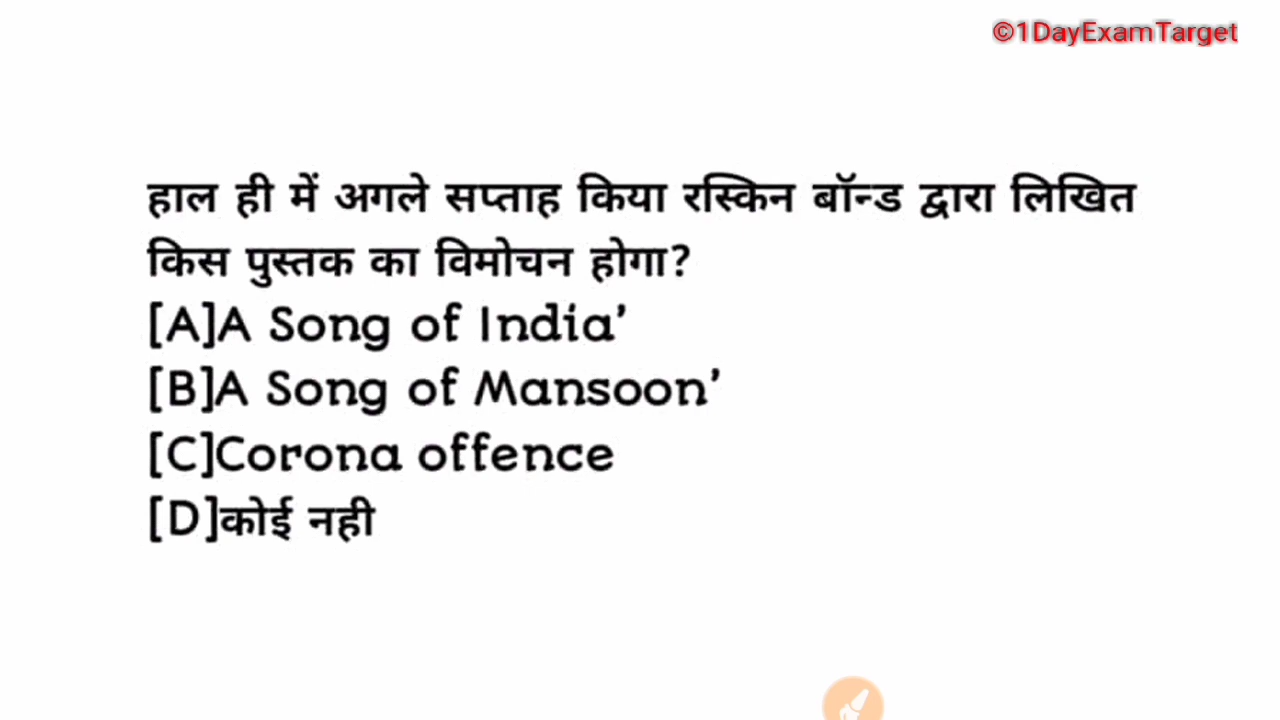 ©1DayExamTarget
हाल ही में अगले सप्ताह किया रस्किन बॉन्ड द्वारा लिखित
किस पुस्तक का विमोचन होगा?
[A]A Song of India’
[B]A Song of Mansoon’
[C]Corona offence
[D]कोई नही